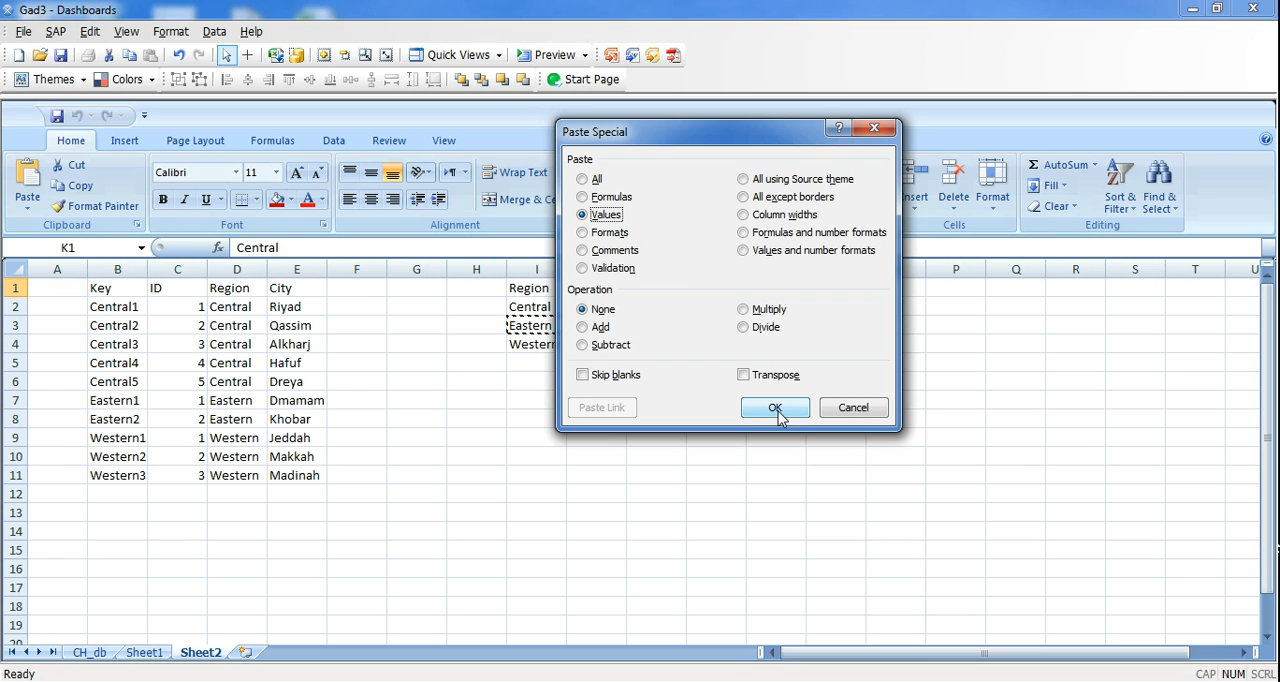 Gad3 - Dashboards
File SAP Edit View Format Data Help
Quick Views Preview
Themes Colors Start Page
Home Insert Page Layout Formulas Data Review View
Paste Cut Copy Format Painter
Clipboard
Calibri 11
B I U A
Font
Wrap Text
Merge & Ce
Alignment
nsert Delete Format
Cells
Σ AutoSum Fill Clear Sort & Filter Find & Select
Editing
K1 fx Central
A B C D E F G H I P Q R S T U
1 Key ID Region City Region
2 Central1 1 Central Riyad Central
3 Central2 2 Central Qassim Eastern
4 Central3 3 Central Alkharj Western
5 Central4 4 Central Hafuf
6 Central5 5 Central Dreya
7 Eastern1 1 Eastern Dmamam
8 Eastern2 2 Eastern Khobar
9 Western1 1 Western Jeddah
10 Western2 2 Western Makkah
11 Western3 3 Western Madinah
12
13
14
15
16
17
18
19
20
Paste Special ?
Paste
All All using Source theme
Formulas All except borders
Values Column widths
Formats Formulas and number formats
Comments Values and number formats
Validation
Operation
None Multiply
Add Divide
Subtract
Skip blanks Transpose
Paste Link OK Cancel
CH_db Sheet1 Sheet2
Ready CAP NUM SCRL